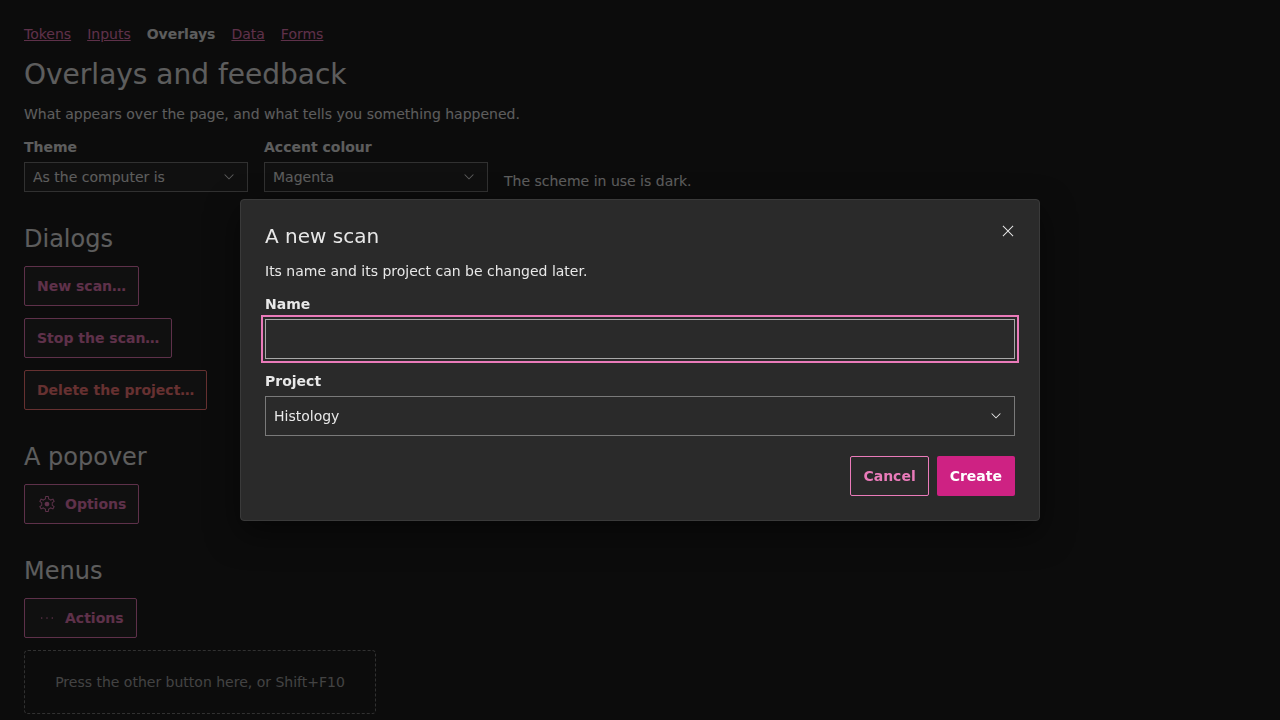 Tokens Inputs Overlays Data Forms
Overlays and feedback
What appears over the page, and what tells you something happened.
Theme
Accent colour
As the computer is
Magenta
The scheme in use is dark.
Dialogs
New scan…
Stop the scan…
Delete the project…
A popover
Options
Menus
Actions
Press the other button here, or Shift+F10
A new scan
Its name and its project can be changed later.
Name
Project
Histology
Cancel
Create